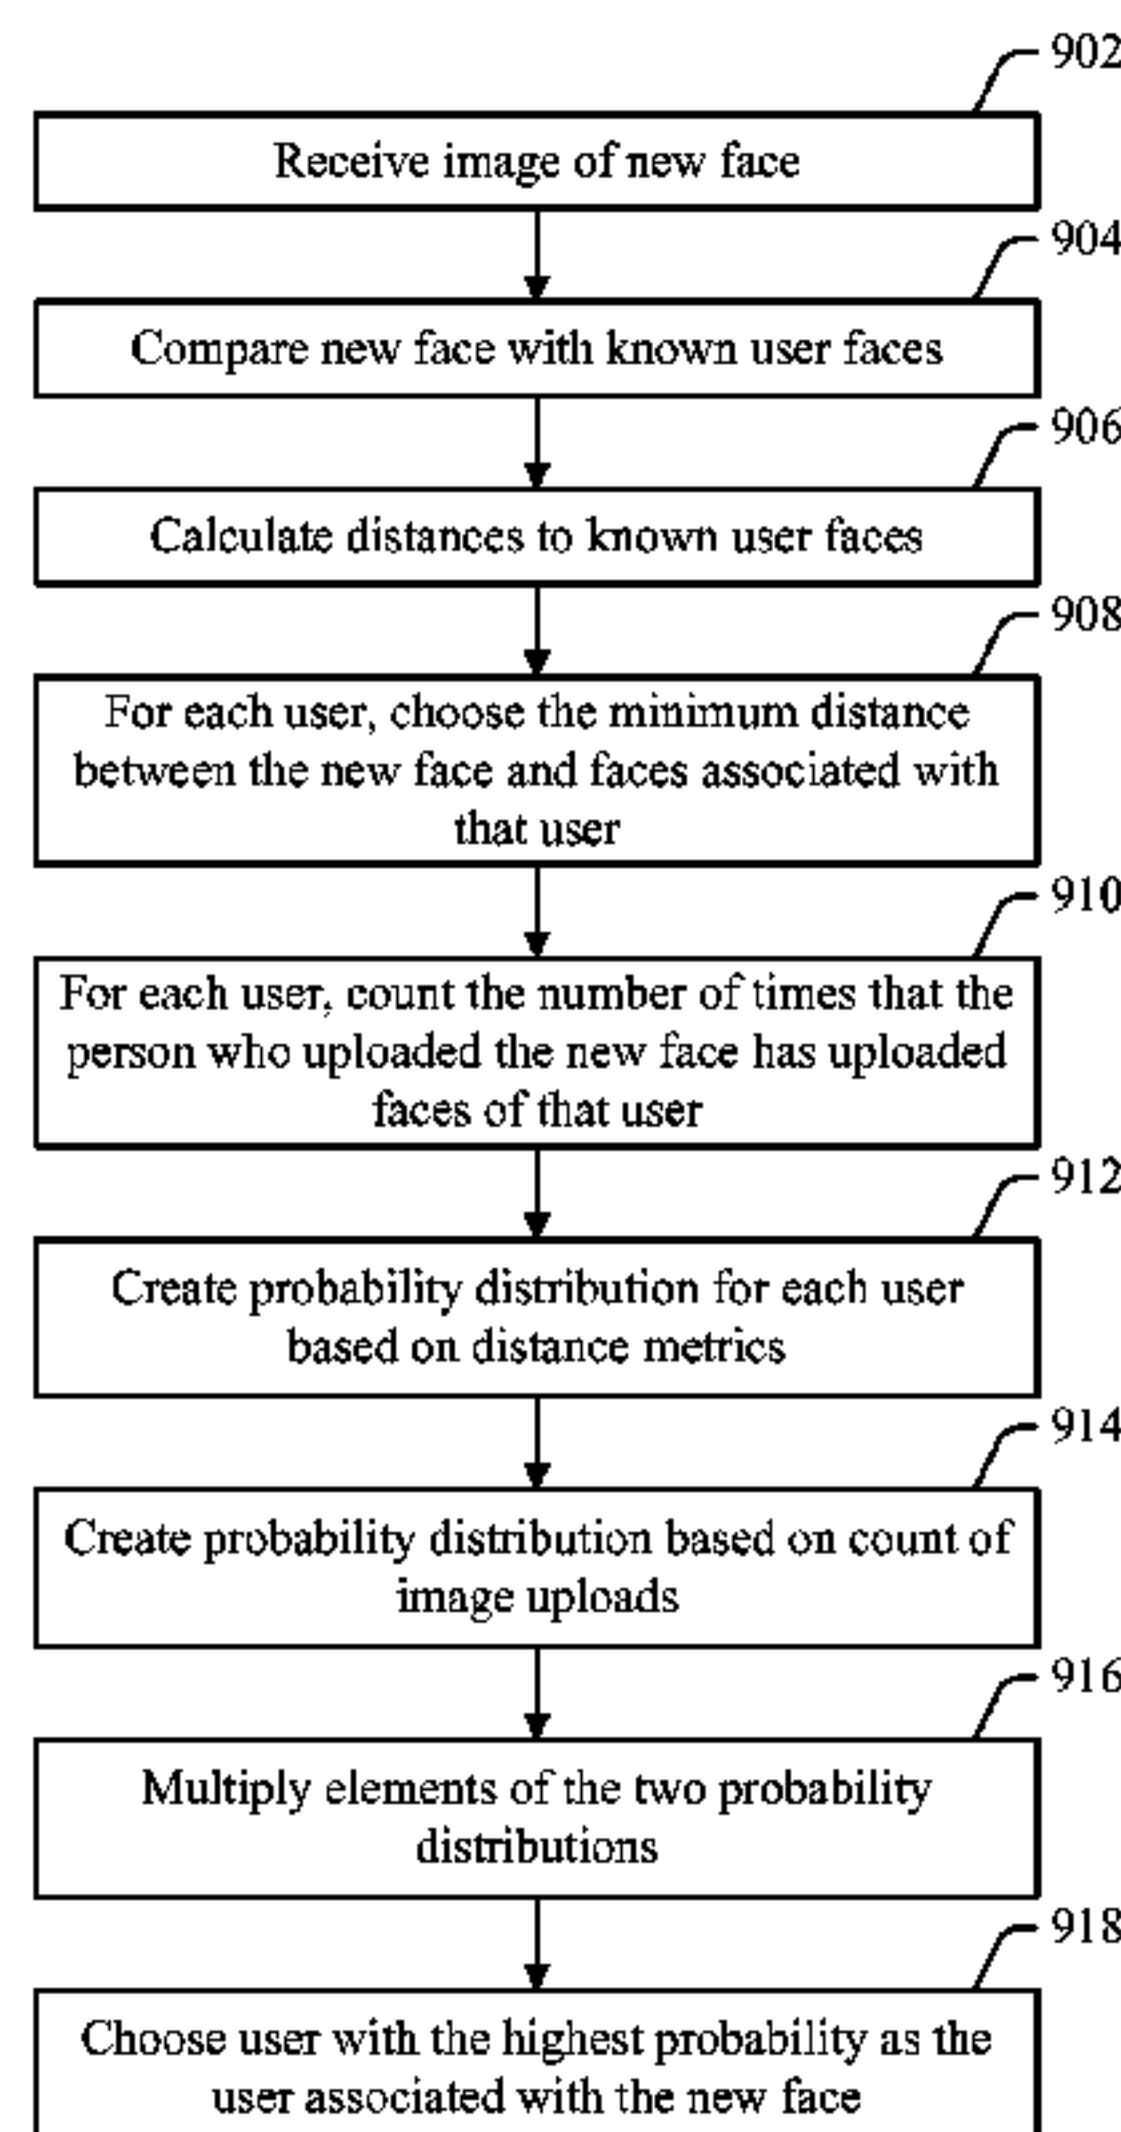 902
Receive image of new face
904
Compare new face with known user faces
906
Calculate distances to known user faces
908
For each user, choose the minimum distance
between the new face and faces associated with
that user
910
For each user, count the number of times that the
person who uploaded the new face has uploaded
faces of that user
912
Create probability distribution for each user
based on distance metrics
914
Create probability distribution based on count of
image uploads
916
Multiply elements of the two probability
distributions
918
Choose user with the highest probability as the
user associated with the new face